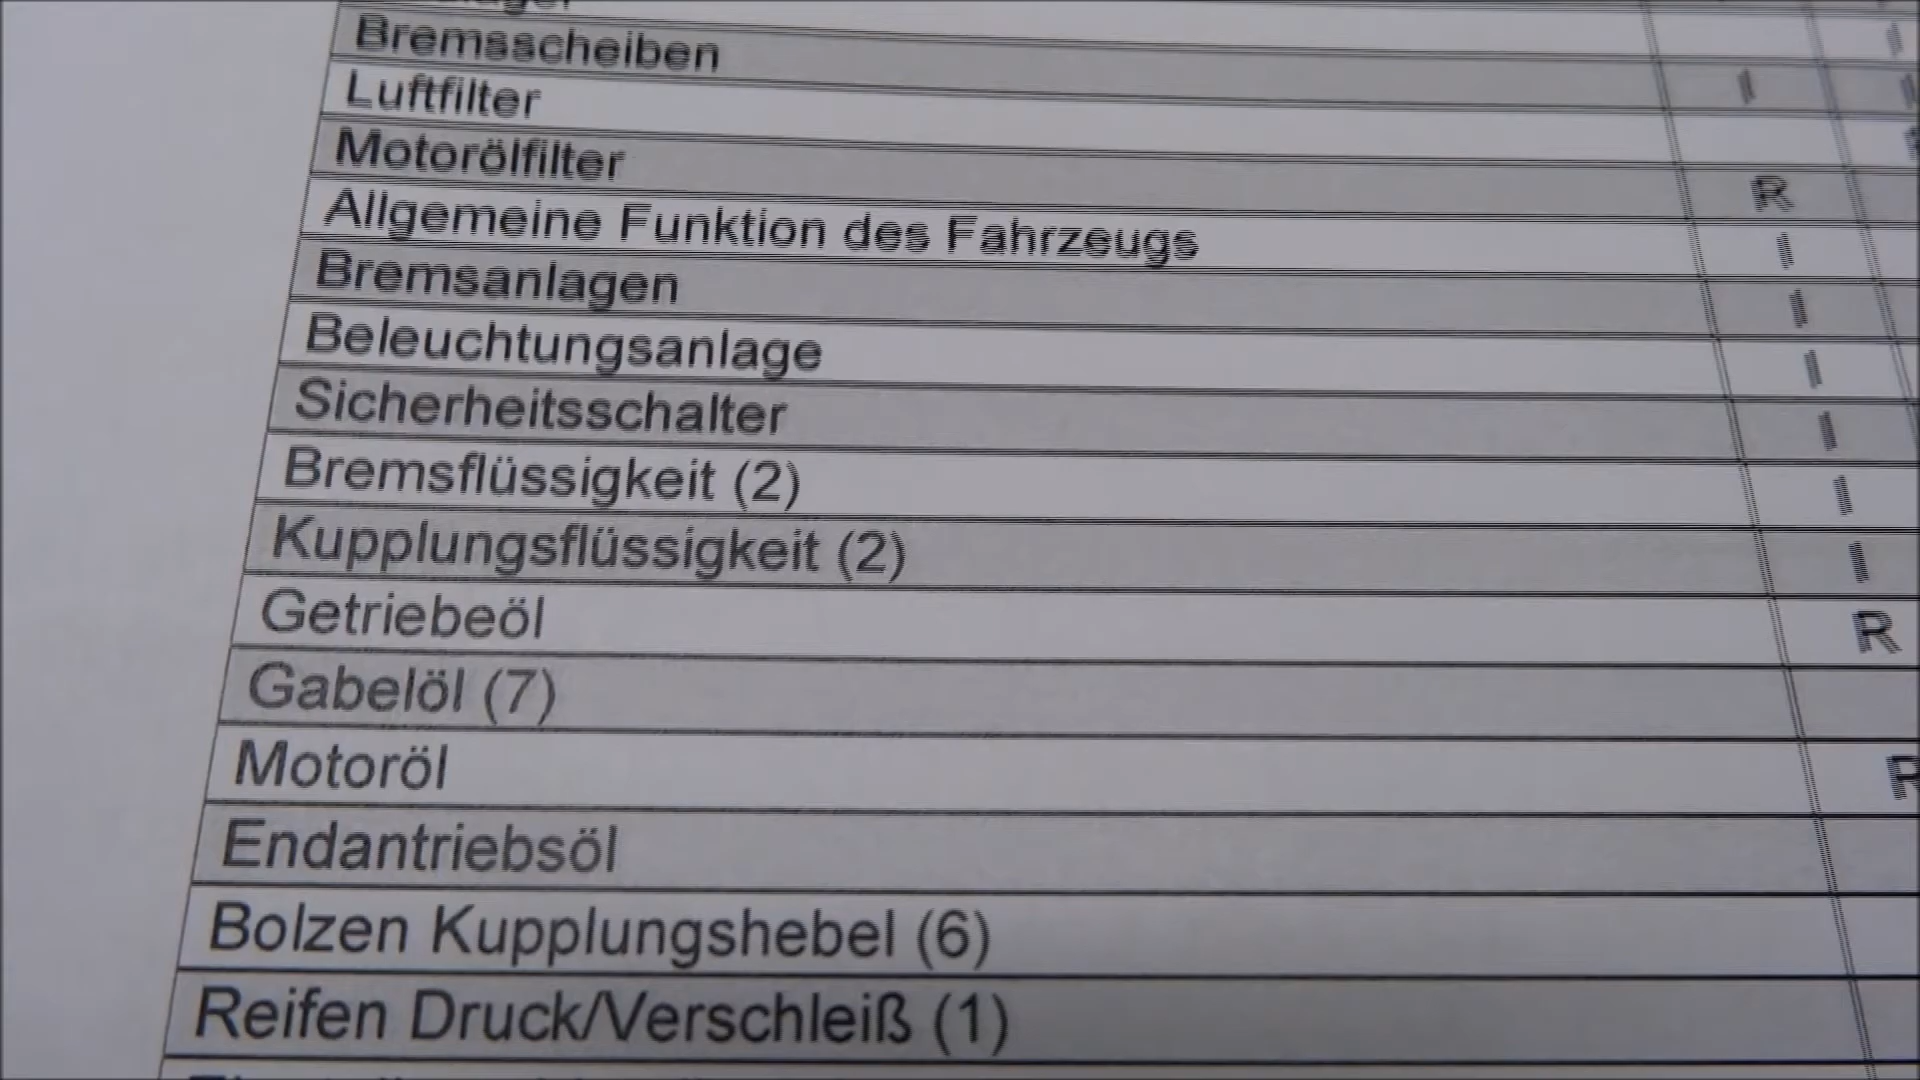 Bremsscheiben I I
Luftfilter
Motorölfilter R
Allgemeine Funktion des Fahrzeugs I
Bremsanlagen I
Beleuchtungsanlage I
Sicherheitsschalter I
Bremsflüssigkeit (2) I
Kupplungsflüssigkeit (2) I
Getriebeöl R
Gabelöl (7)
Motoröl R
Endantriebsöl
Bolzen Kupplungshebel (6)
Reifen Druck/Verschleiß (1)